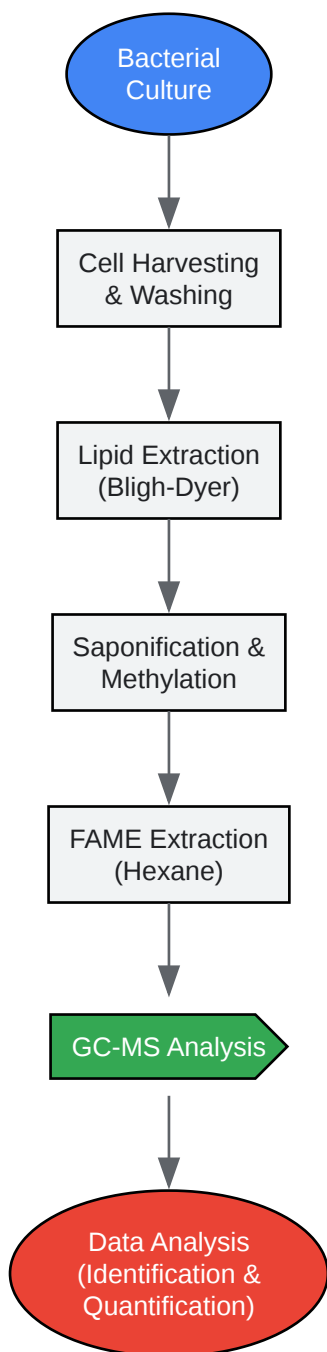 Bacterial
Culture
Cell Harvesting
& Washing
Lipid Extraction
(Bligh-Dyer)
Saponification &
Methylation
FAME Extraction
(Hexane)
GC-MS Analysis
Data Analysis
(Identification &
Quantification)